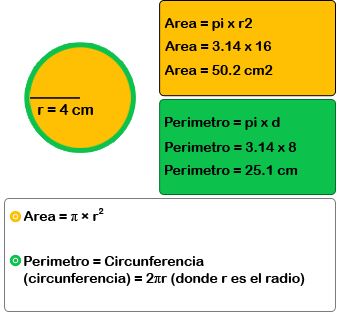 r = 4 cm
Area = pi x r2
Area = 3.14 x 16
Area = 50.2 cm2
Perimetro = pi x d
Perimetro = 3.14 x 8
Perimetro = 25.1 cm
Area = π × r²
Perimetro = Circunferencia
(circunferencia) = 2πr (donde r es el radio)